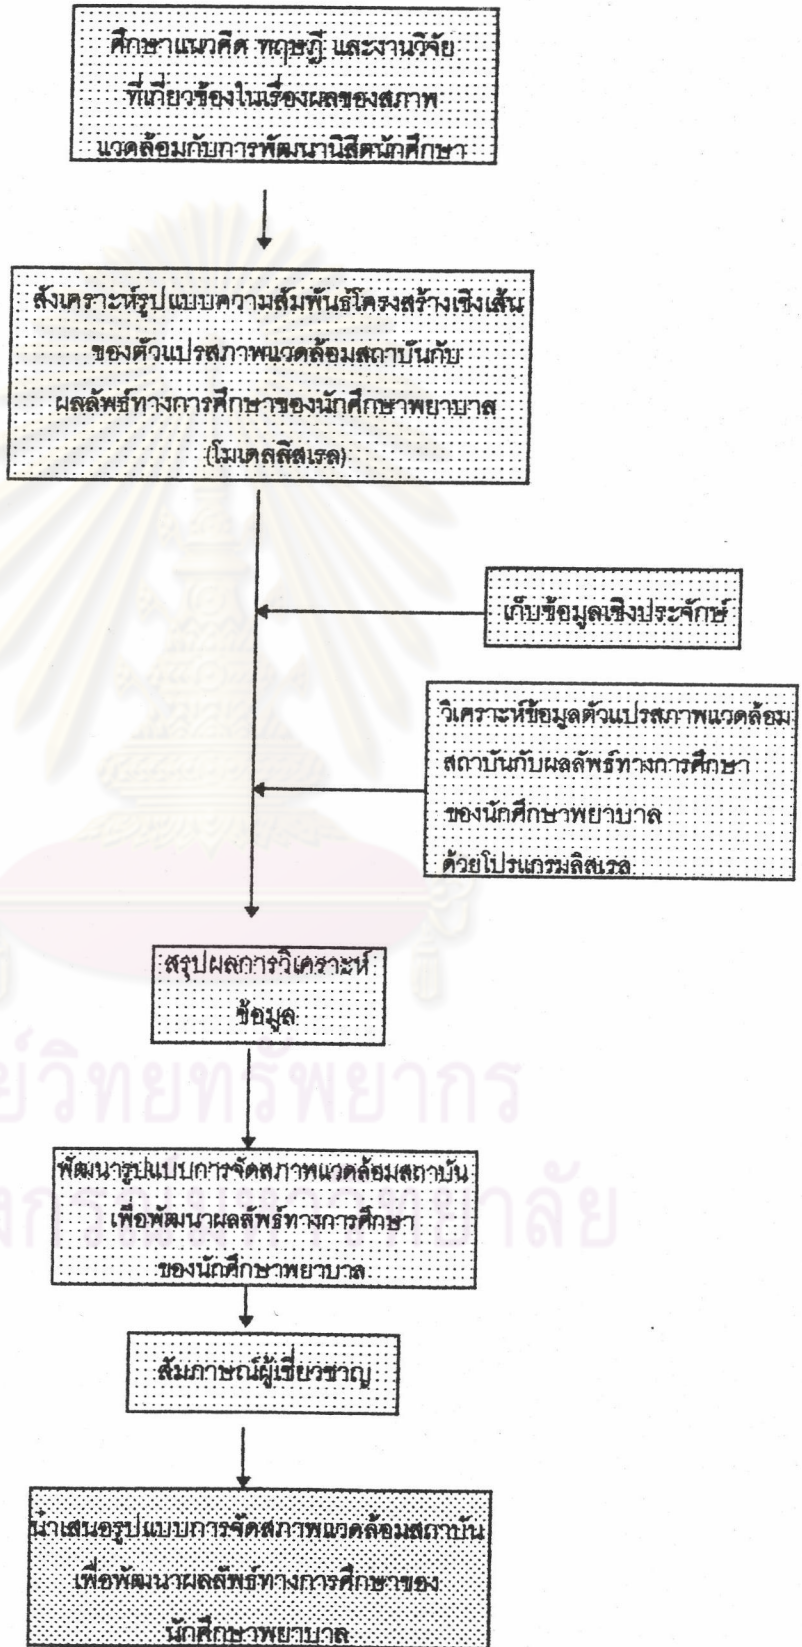 ศึกษาแนวคิด ทฤษฎี และงานวิจัย
ที่เกี่ยวข้องในเรื่องผลของสภาพ
แวดล้อมกับการพัฒนานิสิตนักศึกษา
สังเคราะห์รูปแบบความสัมพันธ์โครงสร้างเชิงเส้น
ของตัวแปรสภาพแวดล้อมสถาบันกับ
ผลลัพธ์ทางการศึกษาของนักศึกษาพยาบาล
(โมเดลลิสเรล)
เก็บข้อมูลเชิงประจักษ์
วิเคราะห์ข้อมูลตัวแปรสภาพแวดล้อม
สถาบันกับผลลัพธ์ทางการศึกษา
ของนักศึกษาพยาบาล
ด้วยโปรแกรมลิสเรล
สรุปผลการวิเคราะห์
ข้อมูล
พัฒนารูปแบบการจัดสภาพแวดล้อมสถาบัน
เพื่อพัฒนาผลลัพธ์ทางการศึกษา
ของนักศึกษาพยาบาล
สัมภาษณ์ผู้เชี่ยวชาญ
นำเสนอรูปแบบการจัดสภาพแวดล้อมสถาบัน
เพื่อพัฒนาผลลัพธ์ทางการศึกษาของ
นักศึกษาพยาบาล